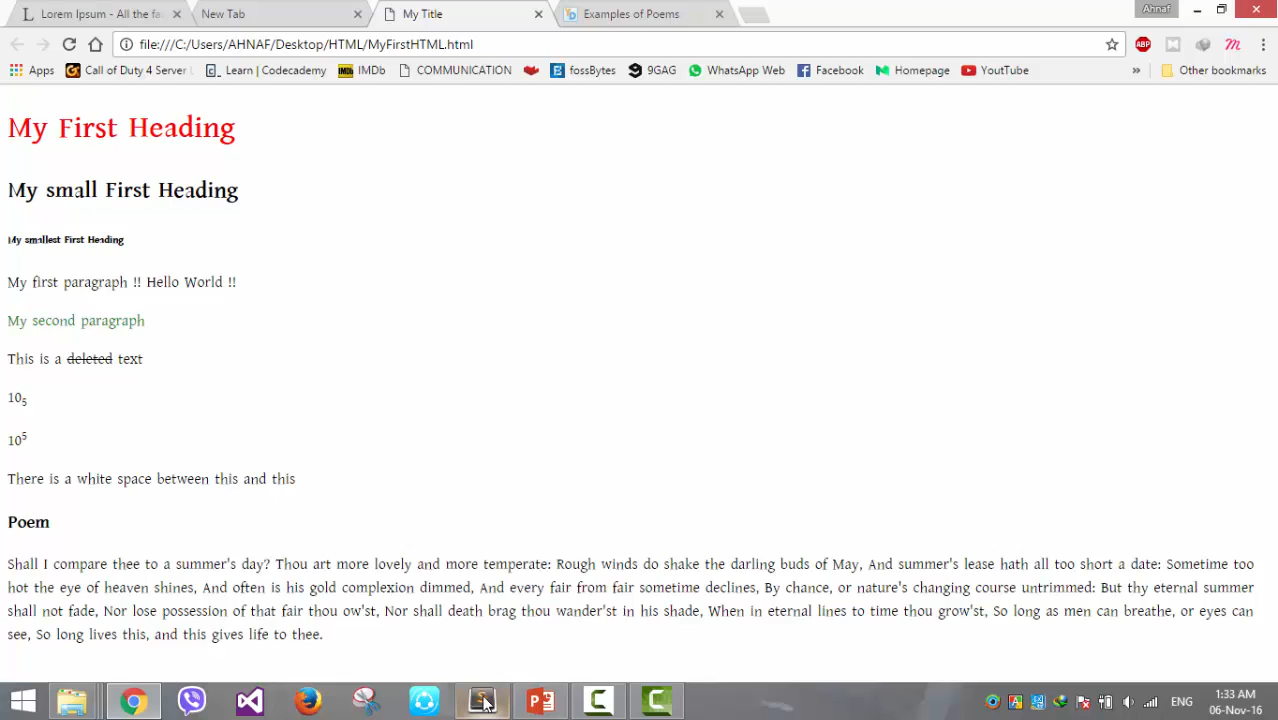 Lorem Ipsum - All the fa
New Tab
My Title
Examples of Poems
Ahnaf
file:///C:/Users/AHNAF/Desktop/HTML/MyFirstHTML.html
ABP
Apps
Call of Duty 4 Server
Learn | Codecademy
IMDb
IMDb
COMMUNICATION
fossBytes
9GAG
WhatsApp Web
Facebook
Homepage
YoutTube
»
Other bookmarks
My First Heading
My small First Heading
My smallest First Heading
My first paragraph !! Hello World !!
My second paragraph
This is a deleted text
10₅
10⁵
There is a white space between this and this
Poem
Shall I compare thee to a summer's day? Thou art more lovely and more temperate: Rough winds do shake the darling buds of May, And summer's lease hath all too short a date: Sometime too
hot the eye of heaven shines, And often is his gold complexion dimmed, And every fair from fair sometime declines, By chance, or nature's changing course untrimmed: But thy eternal summer
shall not fade, Nor lose possession of that fair thou ow'st, Nor shall death brag thou wander'st in his shade, When in eternal lines to time thou grow'st, So long as men can breathe, or eyes can
see, So long lives this, and this gives life to thee.
ENG
1:33 AM
06-Nov-16